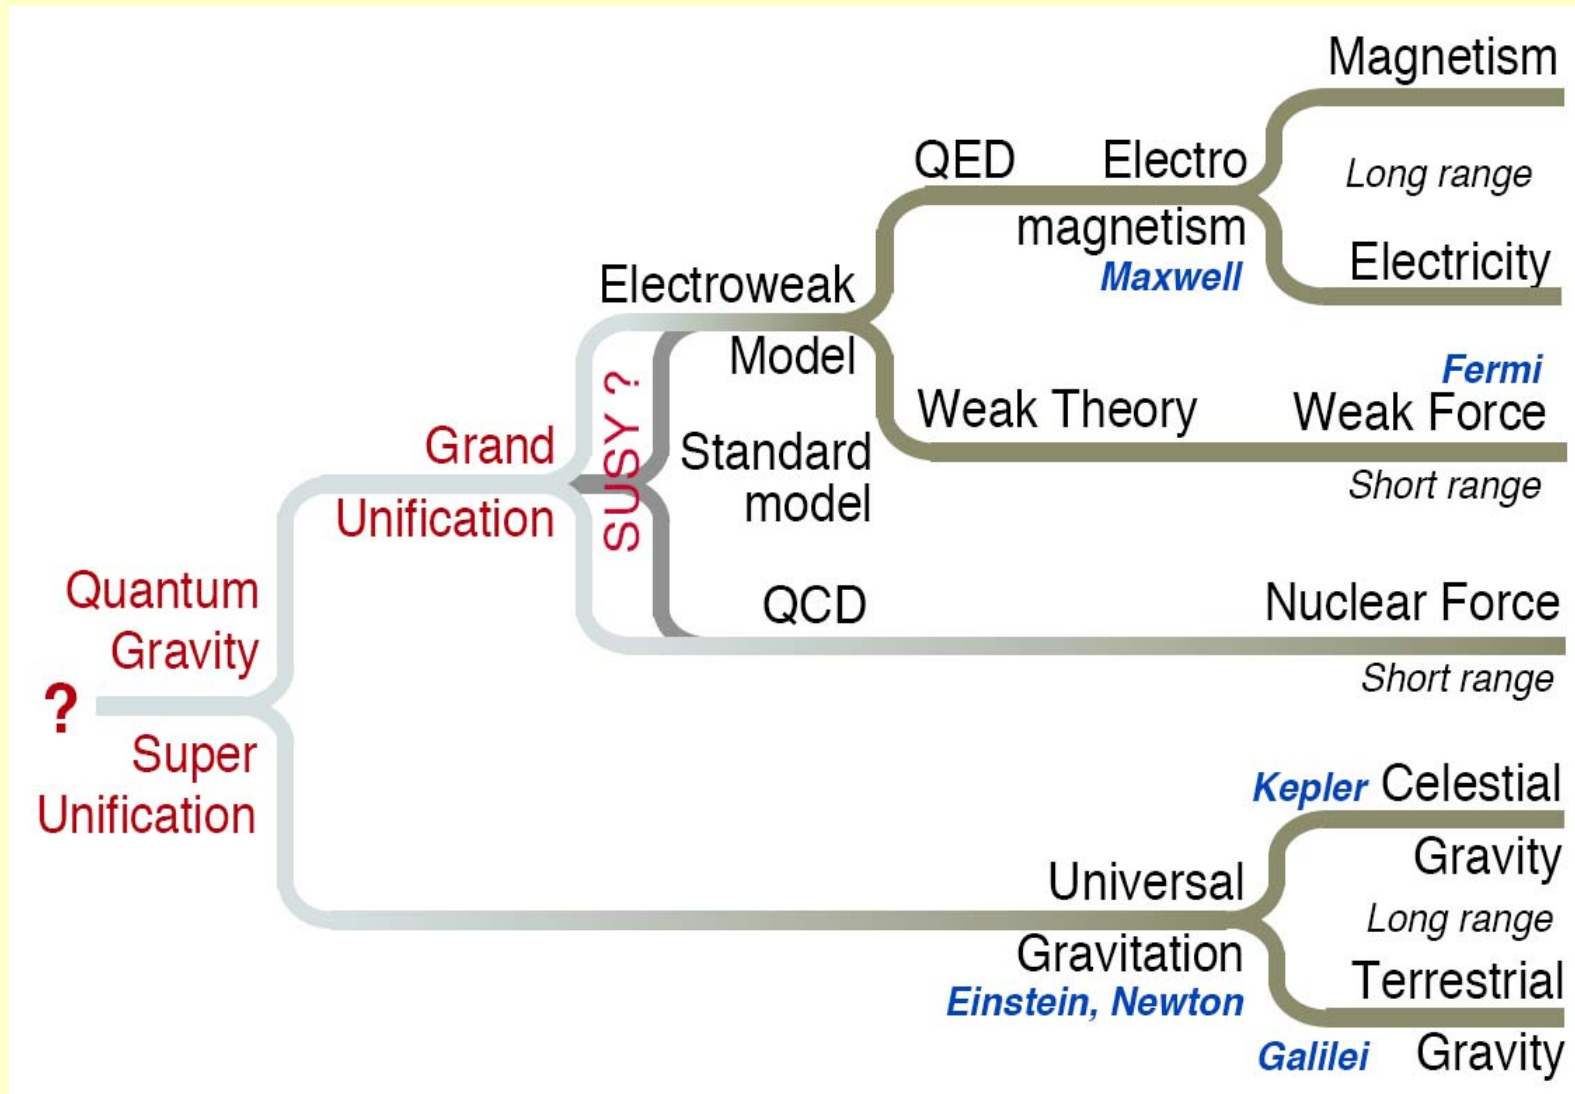 Magnetism
QED Electro
Long range
magnetism
Maxwell
Electricity
Electroweak
Model
Fermi
Weak Theory Weak Force
Short range
SUSY ?
Standard
model
Grand
Unification
QCD Nuclear Force
Short range
Quantum
Gravity
?
Super
Unification
Kepler Celestial
Gravity
Universal
Long range
Gravitation
Einstein, Newton
Terrestrial
Galilei Gravity